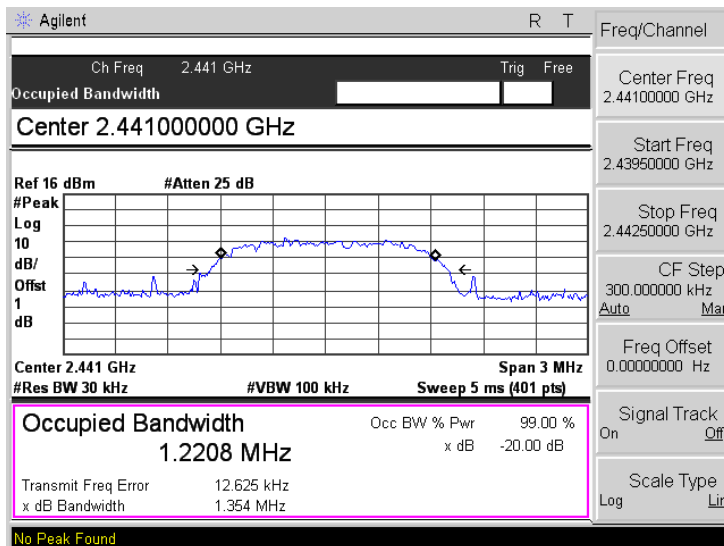 Agilent R T
Ch Freq 2.441 GHz Trig Free
Occupied Bandwidth
Center 2.441000000 GHz
Ref 16 dBm #Atten 25 dB
#Peak
Log
10
dB/
Offst
1
dB
Center 2.441 GHz Span 3 MHz
#Res BW 30 kHz #VBW 100 kHz Sweep 5 ms (401 pts)
Occupied Bandwidth Occ BW % Pwr 99.00 %
1.2208 MHz x dB -20.00 dB
Transmit Freq Error 12.625 kHz
x dB Bandwidth 1.354 MHz
No Peak Found
Freq/Channel
Center Freq
2.44100000 GHz
Start Freq
2.43950000 GHz
Stop Freq
2.44250000 GHz
CF Step
300.000000 kHz
Auto Mar
Freq Offset
0.00000000 Hz
Signal Track
On Off
Scale Type
Log Lin